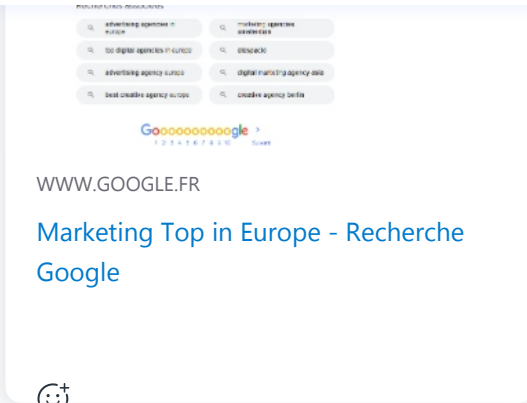 Recherches associées
advertising agencies in
europe
marketing agencies
amsterdam
top digital agencies in europe
advertising agency europe
digital marketing agency asia
best creative agency europe
creative agency berlin
Goooooooooogle >
1 2 3 4 5 6 7 8 9 10
WWW.GOOGLE.FR
Marketing Top in Europe - Recherche
Google